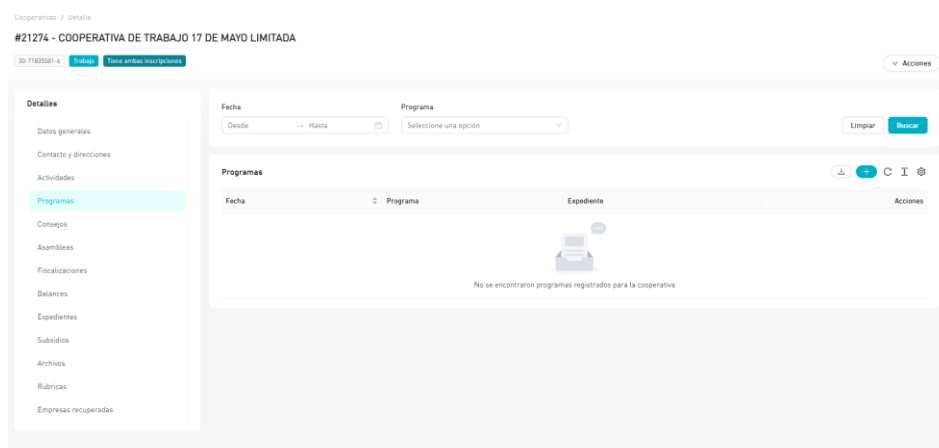 Cooperativas / Detalle
#21274 - COOPERATIVA DE TRABAJO 17 DE MAYO LIMITADA
30-71835581-4 Trabajo Tiene ambas inscripciones
Acciones
Detalles
Datos generales
Contacto y direcciones
Actividades
Programas
Consejos
Asambleas
Fiscalizaciones
Balances
Expedientes
Subsidios
Archivos
Rúbricas
Empresas recuperadas
Fecha Programa
Desde → Hasta Seleccione una opción
Limpiar Buscar
Programas
Fecha Programa Expediente Acciones
No se encontraron programas registrados para la cooperativa